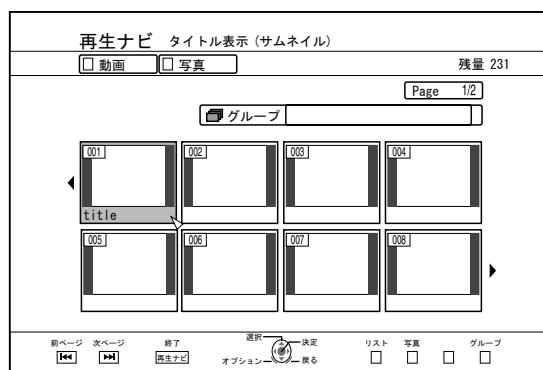 再生ナビ タイトル表示(サムネイル)
動画 写真 残量 231
Page 1/2
グループ
001 002 003 004
title
005 006 007 008
前ページ 次ページ 終了 選択 決定 リスト 写真 グループ
再生ナビ オプション 戻る